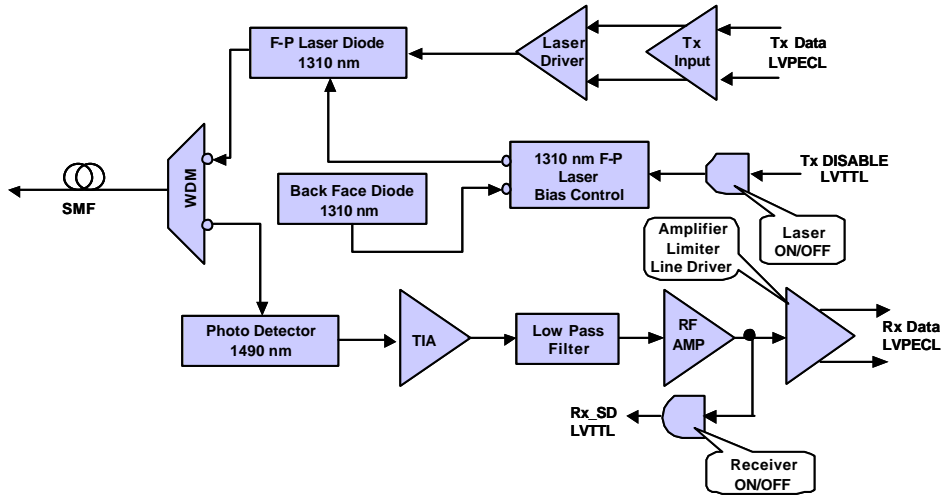 F-P Laser Diode
1310 nm
Laser
Driver
Tx
Input
Tx Data
LVPECL
1310 nm F-P
Laser
Bias Control
Tx DISABLE
LVTTL
Back Face Diode
1310 nm
WDM
SMF
Laser
ON/OFF
Amplifier
Limiter
Line Driver
Photo Detector
1490 nm
TIA
Low Pass
Filter
RF
AMP
Rx Data
LVPECL
Rx_SD
LVTTL
Receiver
ON/OFF